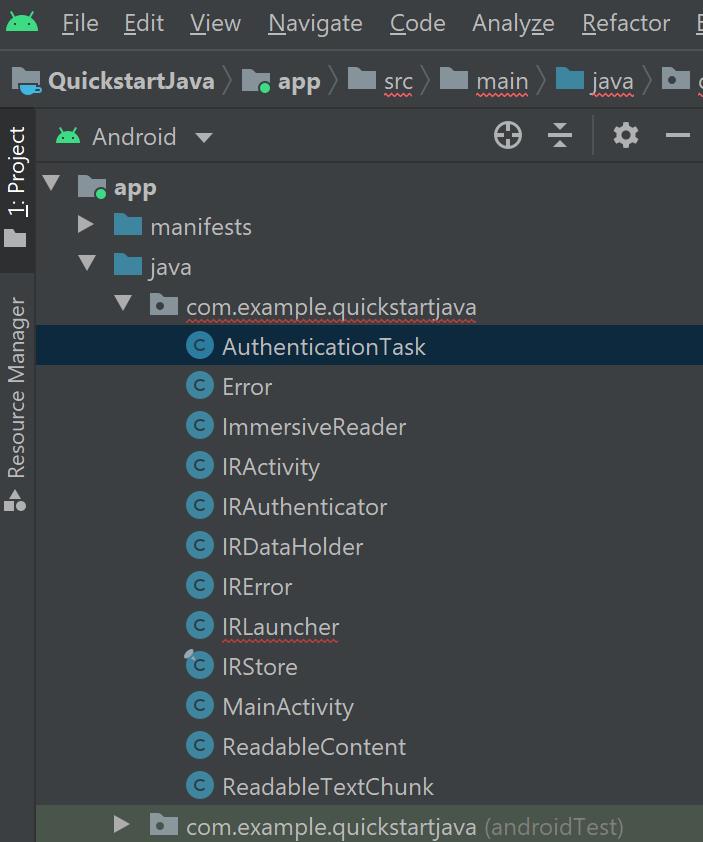 File Edit View Navigate Code Analyze Refactor
QuickstartJava app src main java
Android
1: Project
Resource Manager
app
manifests
java
com.example.quickstartjava
AuthenticationTask
Error
ImmersiveReader
IRActivity
IRAuthenticator
IRDataHolder
IRError
IRLauncher
IRStore
MainActivity
ReadableContent
ReadableTextChunk
com.example.quickstartjava (androidTest)